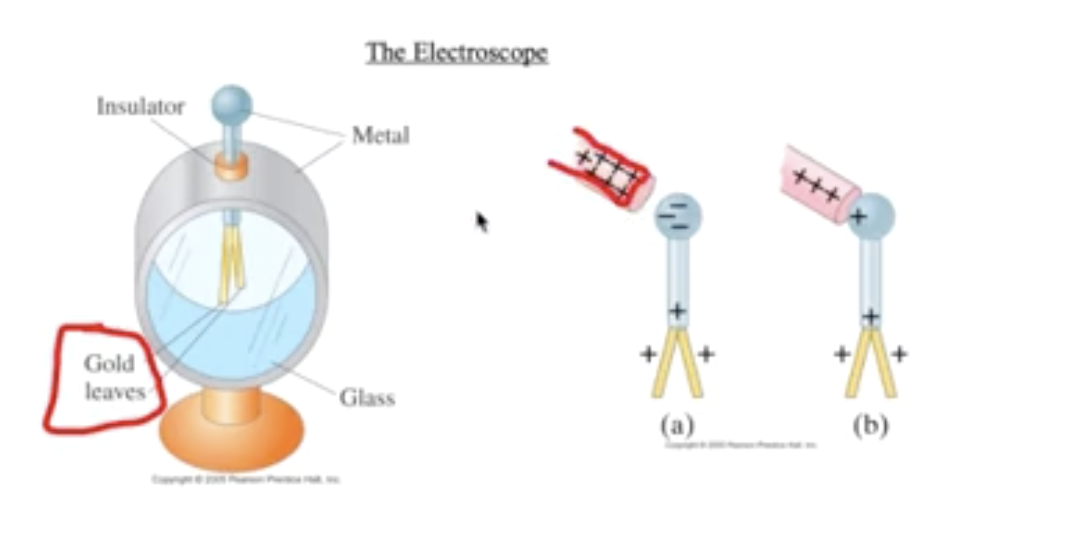 The Electroscope
Insulator
Metal
Gold
leaves
Glass
Copyright © 2005 Pearson Prentice Hall, Inc.
+ + + + + + +
− − −
+
+ +
(a)
Copyright © 2005 Pearson Prentice Hall, Inc.
+ + +
+
+
+ +
(b)